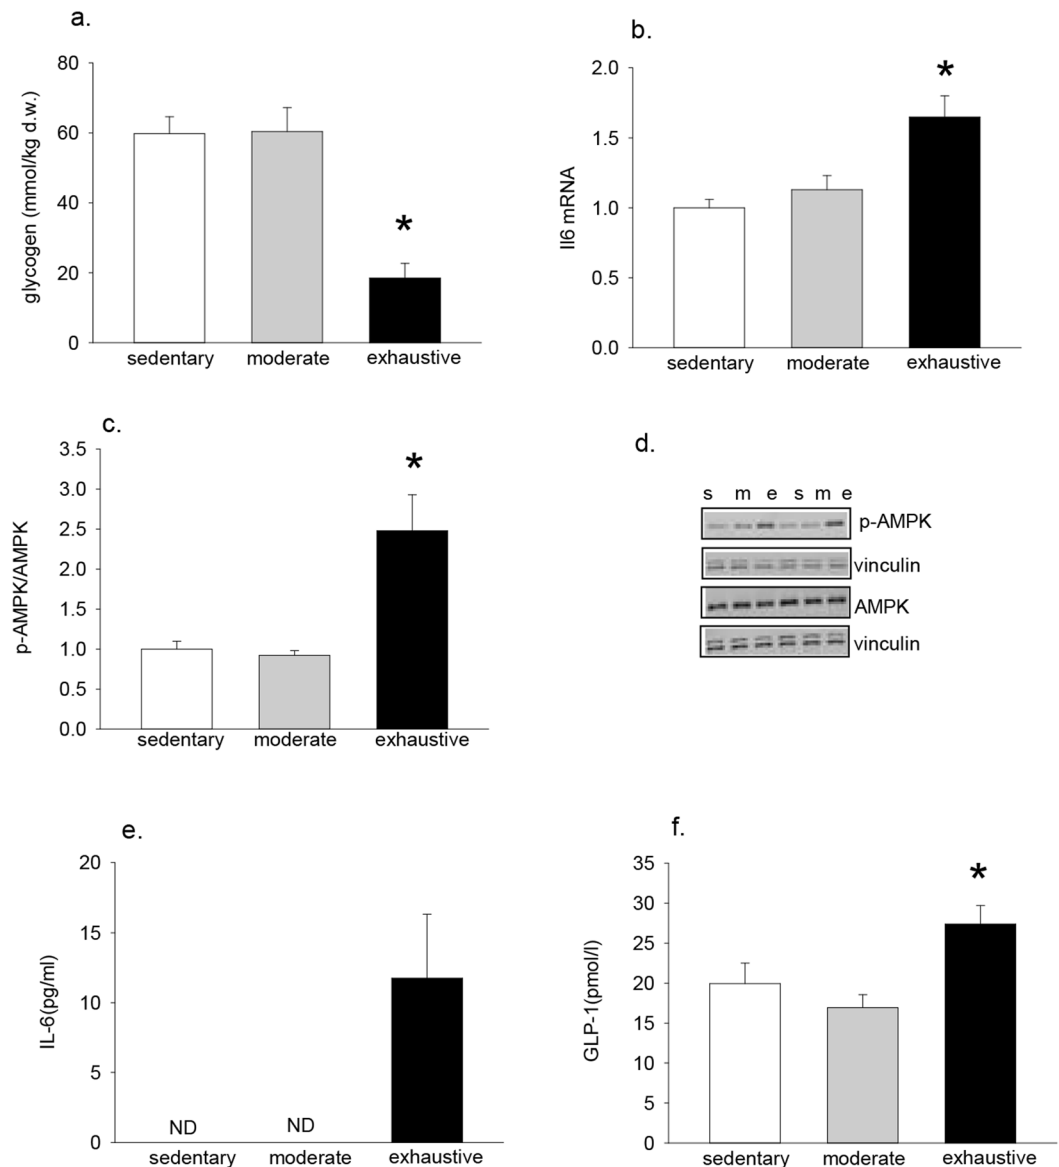 a.
glycogen (mmol/kg d.w.)
80
60
40
20
0
*
sedentary moderate exhaustive
b.
Il6 mRNA
2.0
1.5
1.0
0.5
0.0
*
sedentary moderate exhaustive
c.
p-AMPK/AMPK
3.5
3.0
2.5
2.0
1.5
1.0
0.5
0.0
*
sedentary moderate exhaustive
d.
s m e s m e
p-AMPK
vinculin
AMPK
vinculin
e.
IL-6(pg/ml)
20
15
10
5
0
ND ND
sedentary moderate exhaustive
f.
GLP-1(pmol/l)
35
30
25
20
15
10
5
0
*
sedentary moderate exhaustive